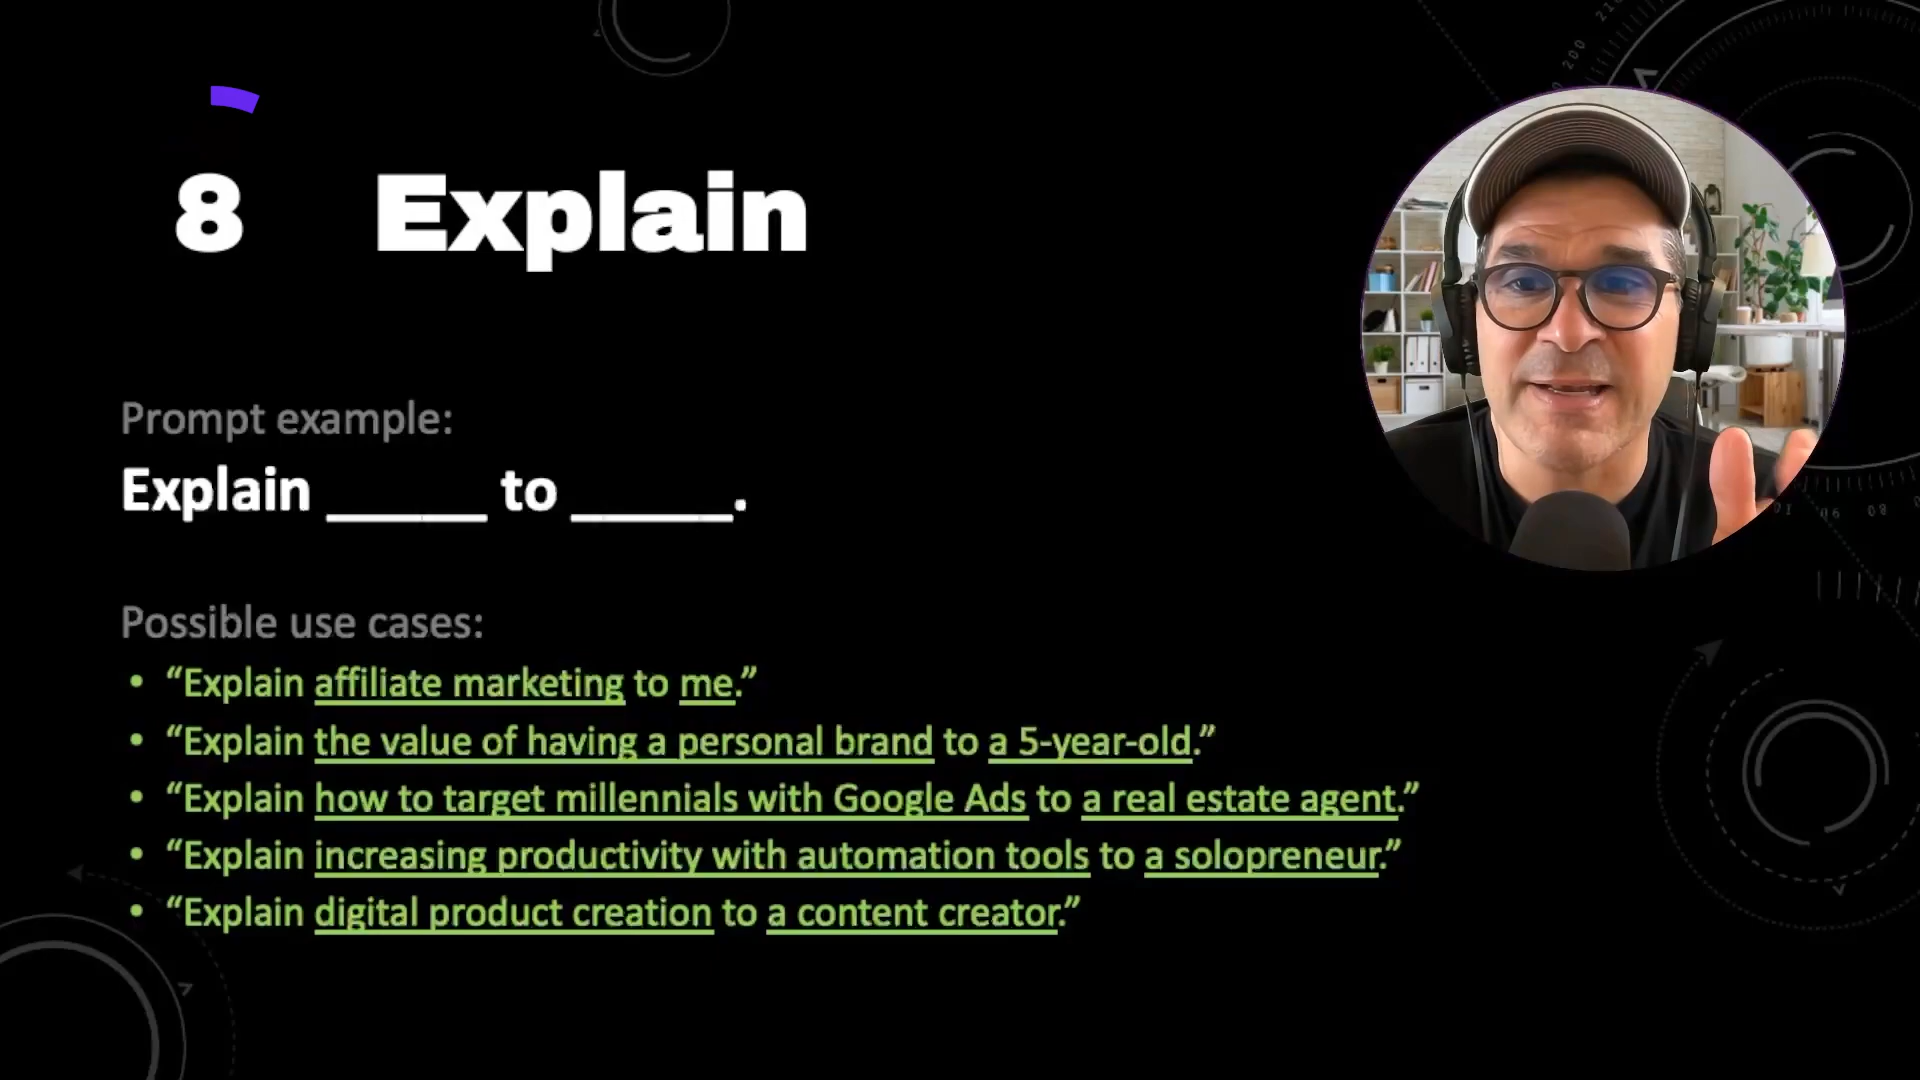 8 Explain
Prompt example:
Explain _____ to _____.
Possible use cases:
• “Explain affiliate marketing to me.”
• “Explain the value of having a personal brand to a 5-year-old.”
• “Explain how to target millennials with Google Ads to a real estate agent.”
• “Explain increasing productivity with automation tools to a solopreneur.”
• “Explain digital product creation to a content creator.”
200